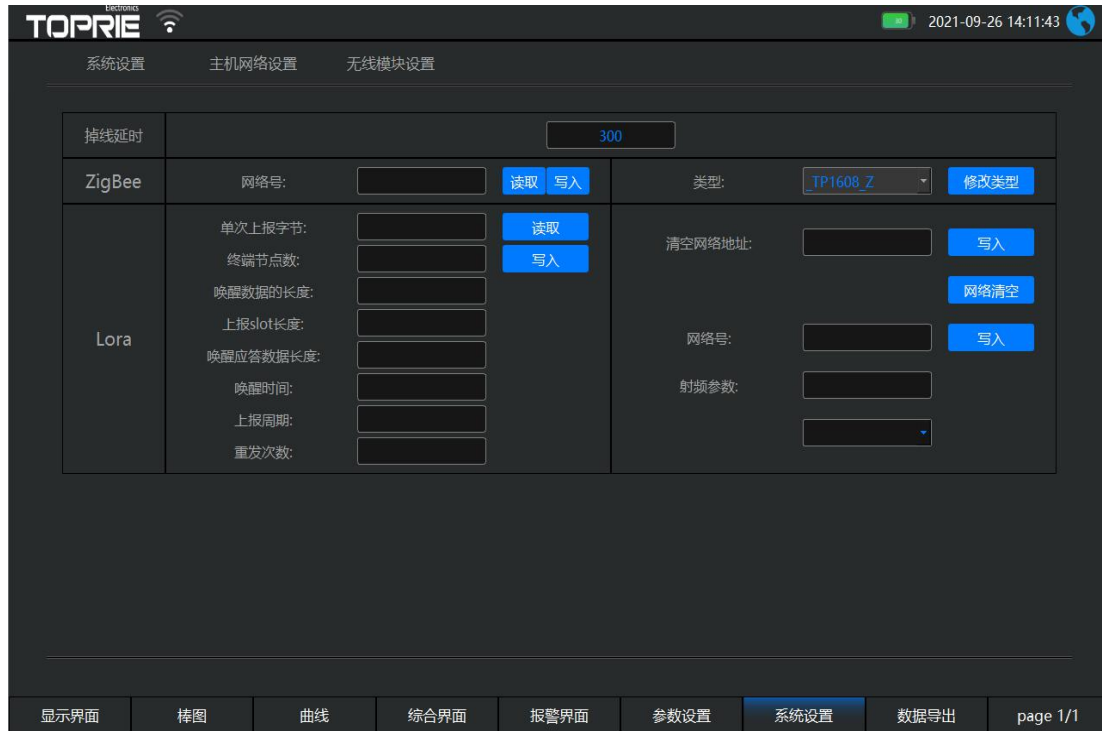 Electronics
TOPRIE
30
2021-09-26 14:11:43
系统设置 主机网络设置 无线模块设置
掉线延时 300
ZigBee 网络号: 读取 写入 类型: _TP1608_Z 修改类型
Lora
单次上报字节: 读取
终端节点数: 写入
唤醒数据的长度:
上报slot长度:
唤醒应答数据长度:
唤醒时间:
上报周期:
重发次数:
清空网络地址: 写入
网络清空
网络号: 写入
射频参数:
显示界面 棒图 曲线 综合界面 报警界面 参数设置 系统设置 数据导出 page 1/1